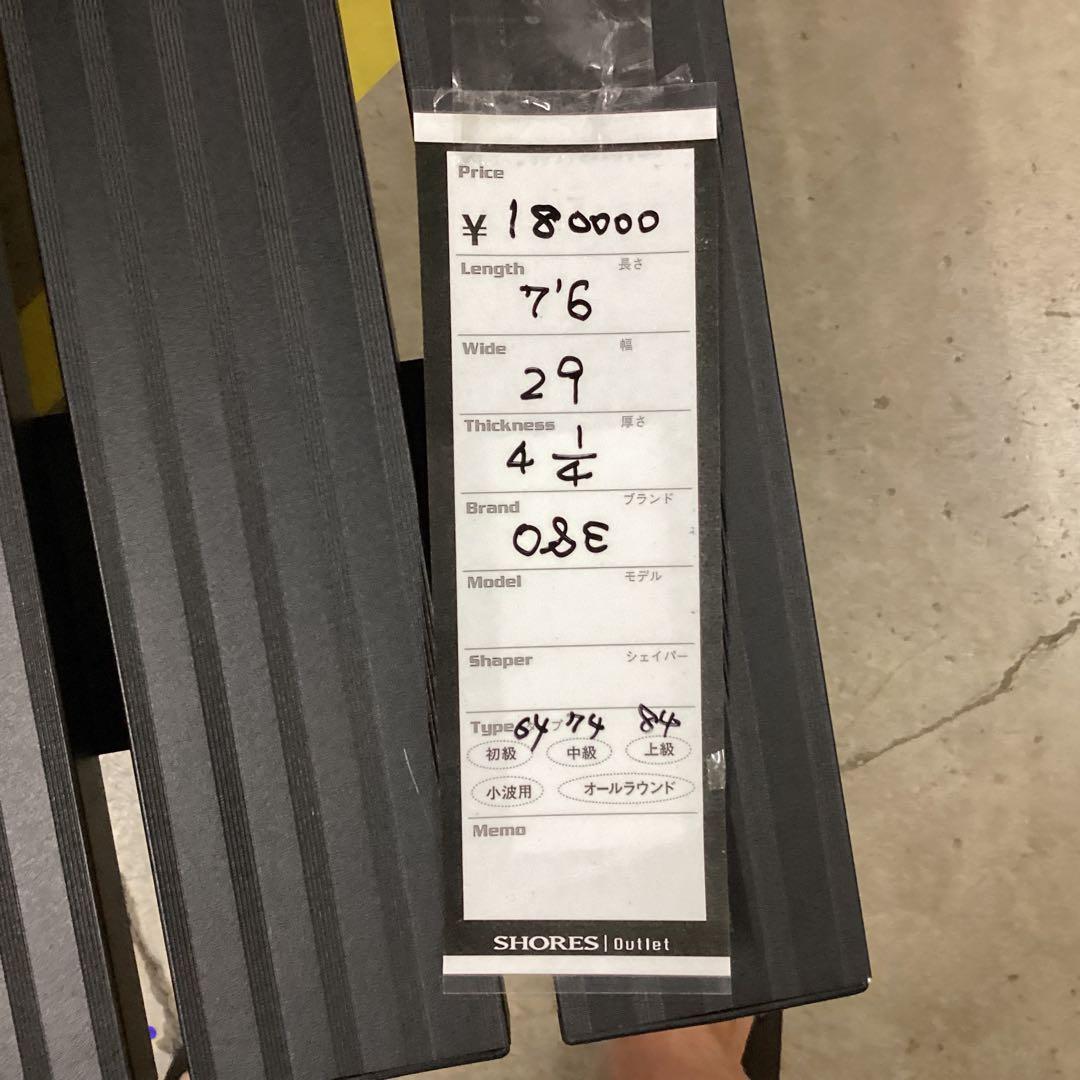 Price
¥ 180000
Length 長さ
7'6
Wide 幅
29
Thickness 厚さ
4 1/4
Brand ブランド
Model モデル
Shaper シェイパー
Type プ 64 74 84
初級 中級 上級
小波用 オールラウンド
Memo
SHORES | Outlet